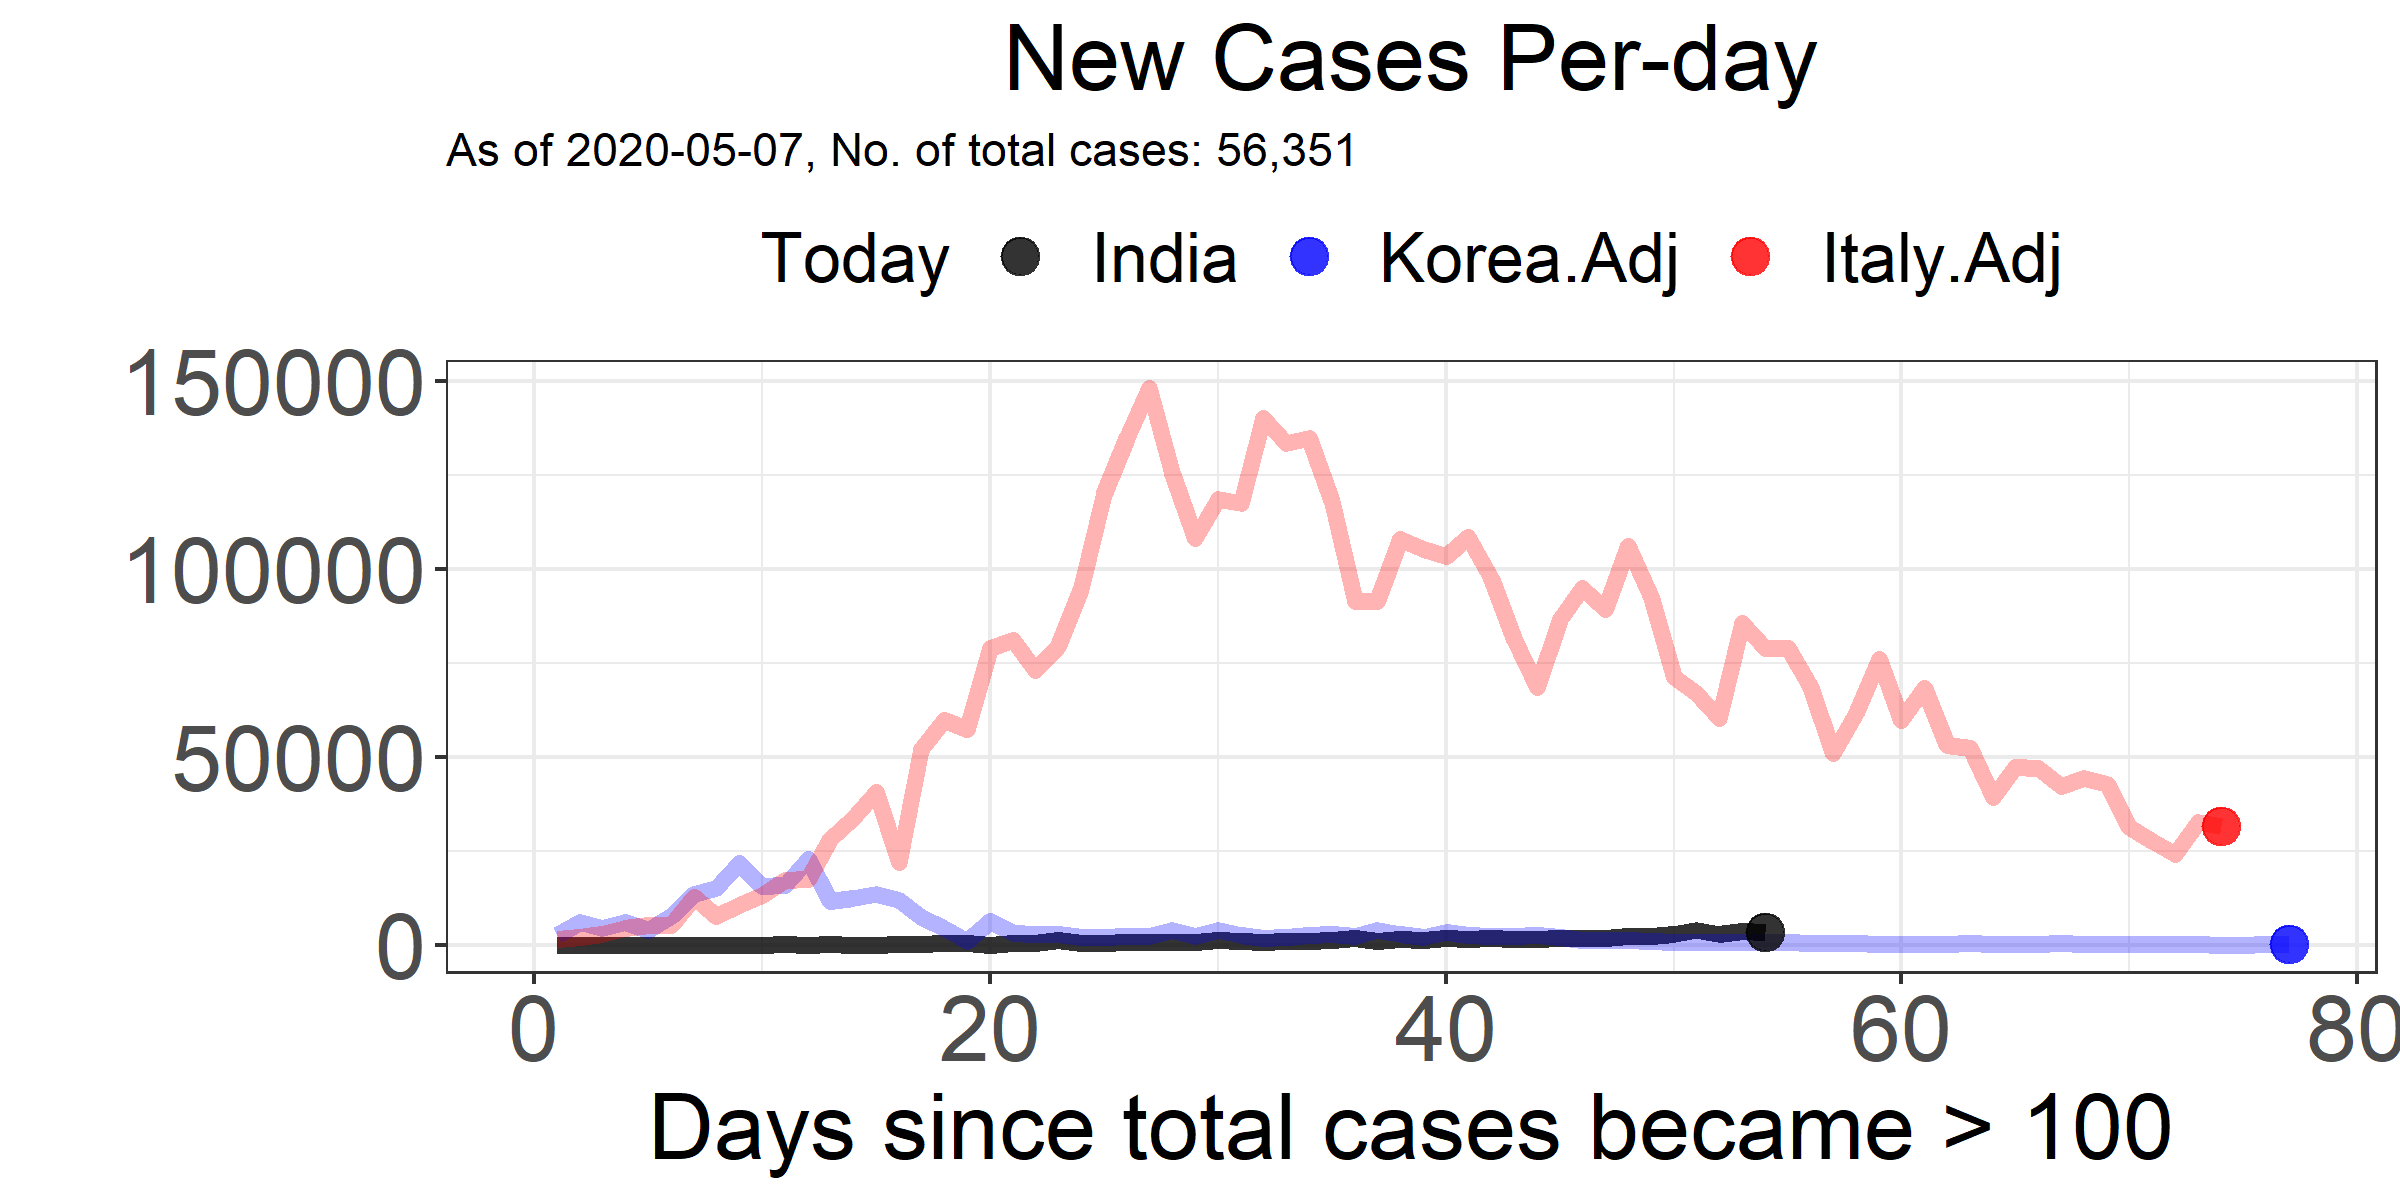 New Cases Per-day
As of 2020-05-07, No. of total cases: 56,351
Today India Korea.Adj Italy.Adj
150000
100000
50000
0
0 20 40 60 80
Days since total cases became > 100